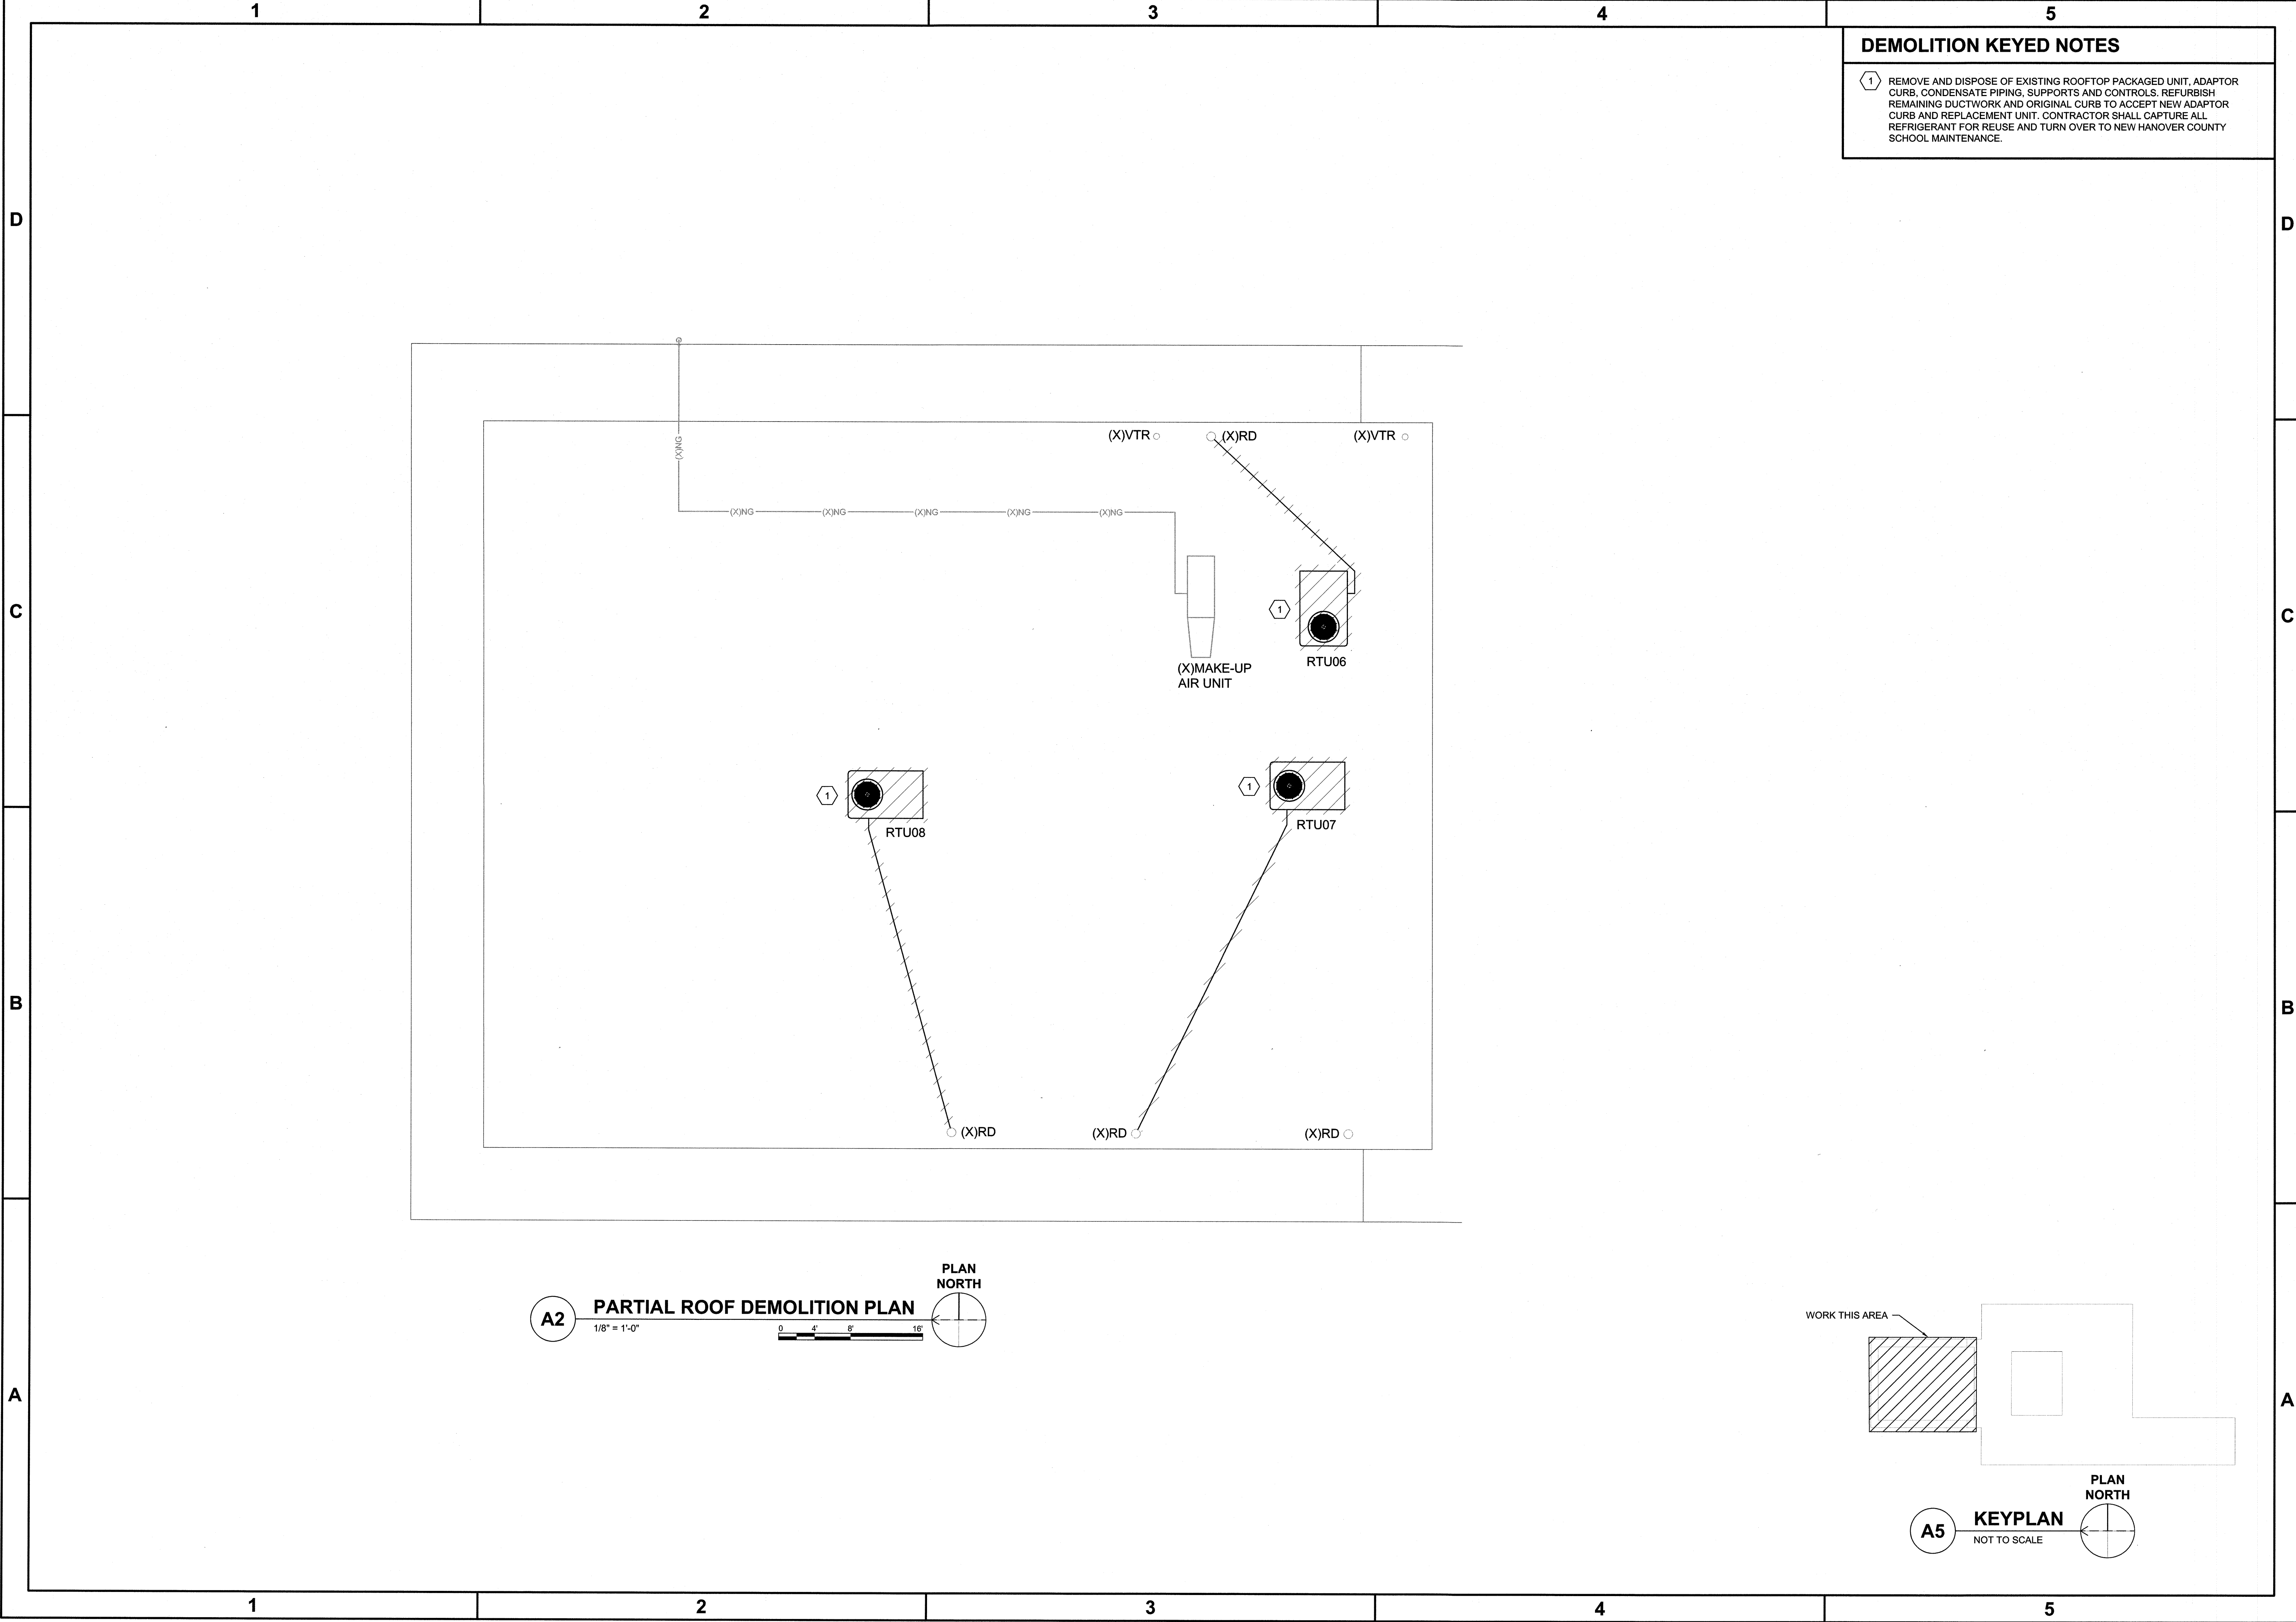 1 2 3 4 5
DEMOLITION KEYED NOTES
1 REMOVE AND DISPOSE OF EXISTING ROOFTOP PACKAGED UNIT, ADAPTOR
CURB, CONDENSATE PIPING, SUPPORTS AND CONTROLS. REFURBISH
REMAINING DUCTWORK AND ORIGINAL CURB TO ACCEPT NEW ADAPTOR
CURB AND REPLACEMENT UNIT. CONTRACTOR SHALL CAPTURE ALL
REFRIGERANT FOR REUSE AND TURN OVER TO NEW HANOVER COUNTY
SCHOOL MAINTENANCE.
D D
(X)VTR (X)RD (X)VTR
(X)NG
(X)NG (X)NG (X)NG (X)NG (X)NG
C 1 C
RTU06
(X)MAKE-UP
AIR UNIT
1 1
RTU08 RTU07
B B
(X)RD (X)RD (X)RD
PLAN
NORTH
A2 PARTIAL ROOF DEMOLITION PLAN
1/8" = 1'-0" 0 4' 8' 16'
WORK THIS AREA
A A
PLAN
NORTH
A5 KEYPLAN
NOT TO SCALE
1 2 3 4 5